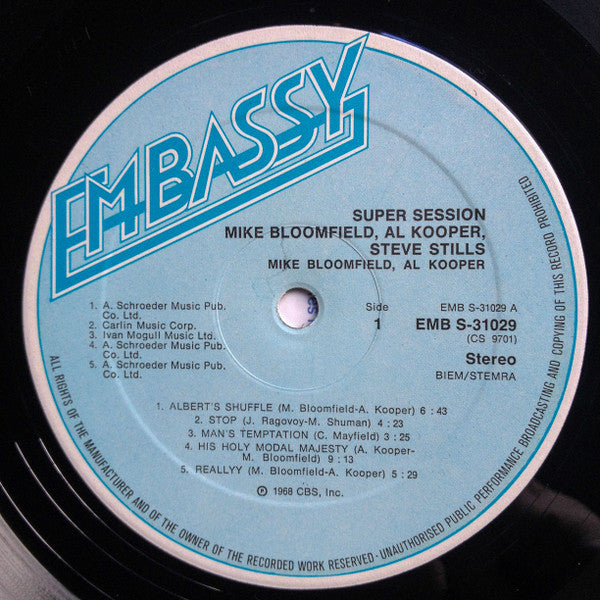 EMBASSY
SUPER SESSION
MIKE BLOOMFIELD, AL KOOPER,
STEVE STILLS
MIKE BLOOMFIELD, AL KOOPER
1. A. Schroeder Music Pub.
Co. Ltd.
2. Carlin Music Corp.
3. Ivan Mogull Music Ltd.
4. A. Schroeder Music Pub.
Co. Ltd.
5. A. Schroeder Music Pub.
Co. Ltd.
Side
1
EMB S-31029 A
EMB S-31029
(CS 9701)
Stereo
BIEM/STEMRA
1. ALBERT'S SHUFFLE (M. Bloomfield-A. Kooper) 6 : 43
2. STOP (J. Ragovoy-M. Shuman) 4 : 23
3. MAN'S TEMPTATION (C. Mayfield) 3 : 25
4. HIS HOLY MODAL MAJESTY (A. Kooper-
M. Bloomfield) 9 : 13
5. REALLYY (M. Bloomfield-A. Kooper) 5 : 29
℗ 1968 CBS, Inc.
ALL RIGHTS OF THE MANUFACTURER AND OF THE OWNER OF THE RECORDED WORK RESERVED · UNAUTHORISED PUBLIC PERFORMANCE BROADCASTING AND COPYING OF THIS RECORD PROHIBITED